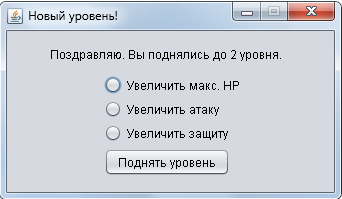 Новый уровень!
Поздравляю. Вы поднялись до 2 уровня.
Увеличить макс. HP
Увеличить атаку
Увеличить защиту
Поднять уровень